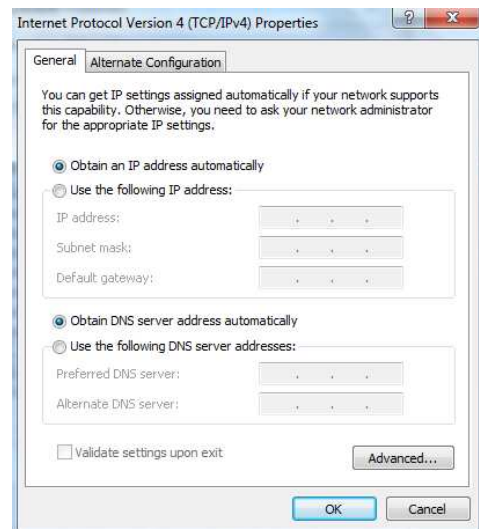 Internet Protocol Version 4 (TCP/IPv4) Properties
General
Alternate Configuration
You can get IP settings assigned automatically if your network supports
this capability. Otherwise, you need to ask your network administrator
for the appropriate IP settings.
Obtain an IP address automatically
Use the following IP address:
IP address:
Subnet mask:
Default gateway:
Obtain DNS server address automatically
Use the following DNS server addresses:
Preferred DNS server:
Alternate DNS server:
Validate settings upon exit
Advanced...
OK
Cancel